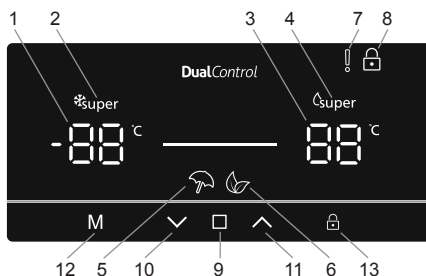 1 2 3 4 7 8
DualControl
super super
-88 °C 88 °C
M
12 5 10 9 11 6 13